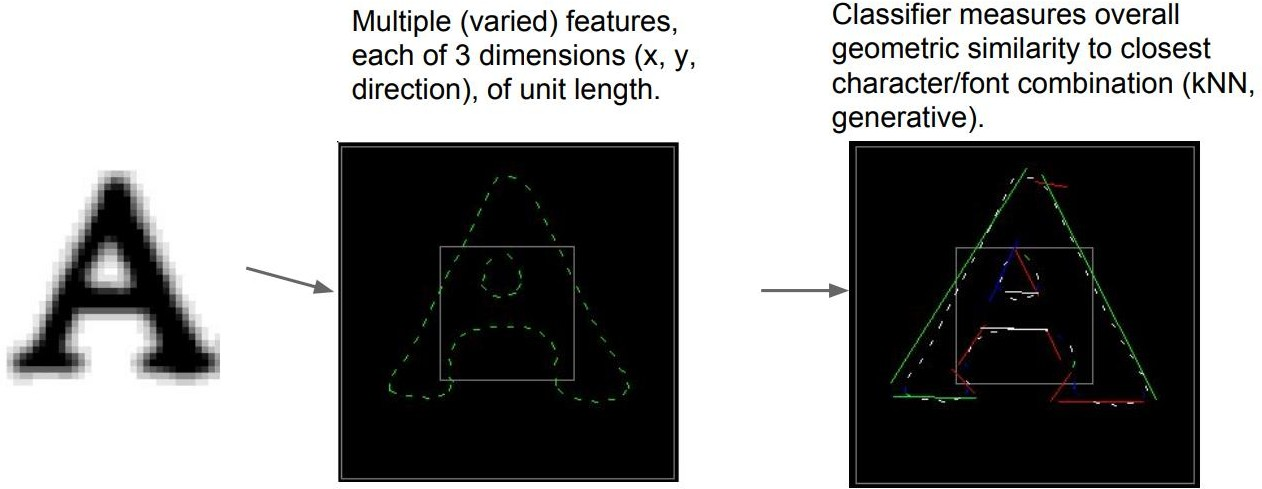 Multiple (varied) features,
each of 3 dimensions (x, y,
direction), of unit length.
Classifier measures overall
geometric similarity to closest
character/font combination (kNN,
generative).
A